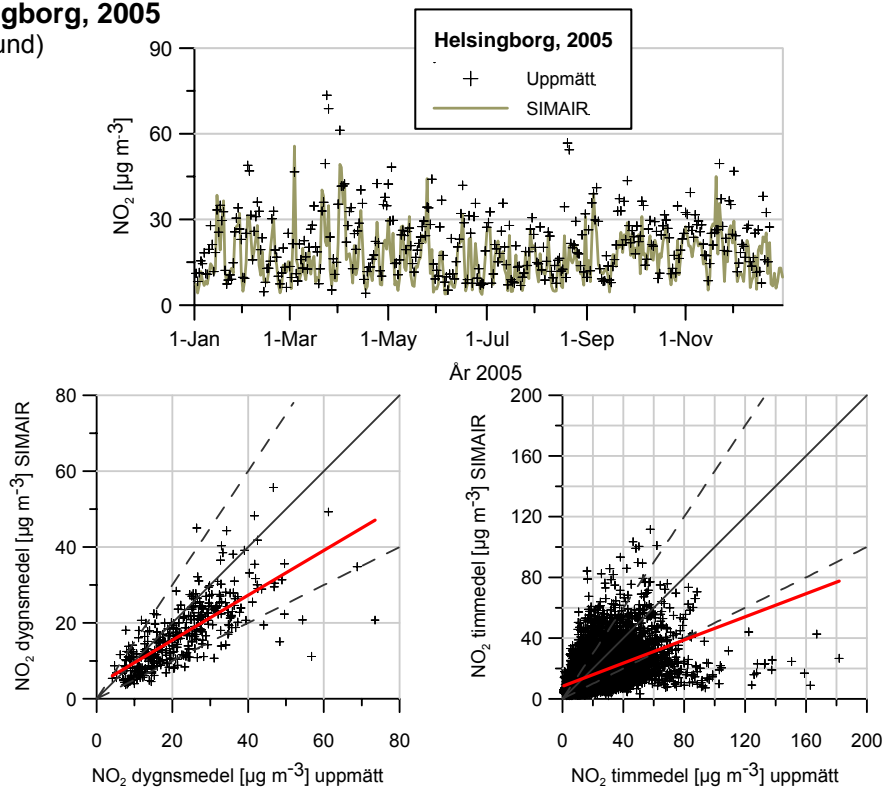 gborg, 2005
und)
Helsingborg, 2005
Uppmätt
SIMAIR
NO2 [µg m-3]
90
60
30
0
1-Jan 1-Mar 1-May 1-Jul 1-Sep 1-Nov
År 2005
NO2 dygnsmedel [µg m-3] SIMAIR
80
60
40
20
0
0 20 40 60 80
NO2 dygnsmedel [µg m-3] uppmätt
NO2 timmedel [µg m-3] SIMAIR
200
160
120
80
40
0
0 40 80 120 160 200
NO2 timmedel [µg m-3] uppmätt